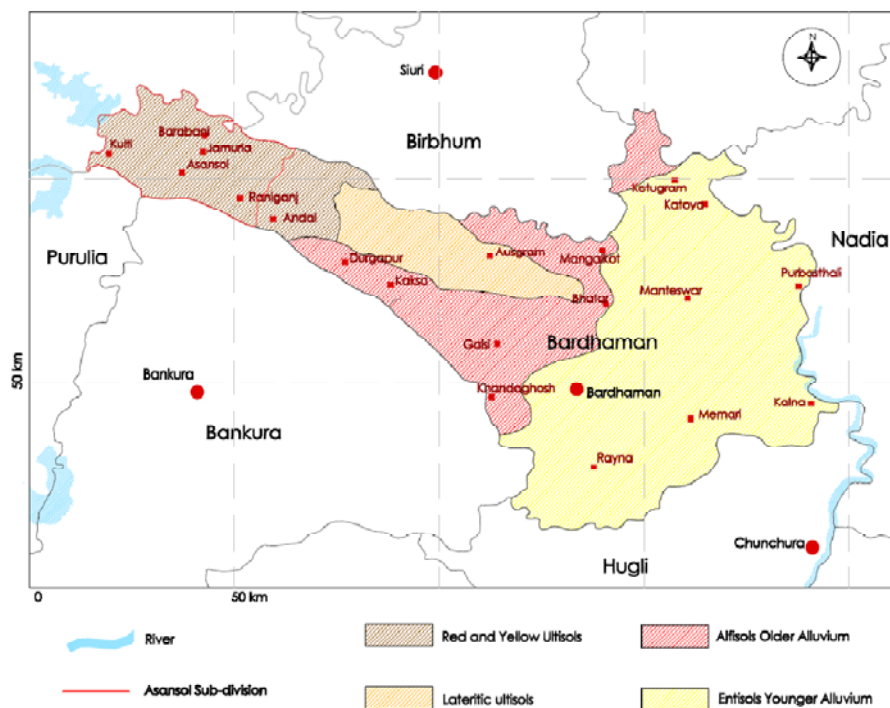 N
Siuri
Birbhum
Barabani
Kulti
Jamuria
Asansol
Raniganj
Andal
Ketugram
Katoya
Nadia
Purulia
Durgapur
Ausgram
Mangalkot
Purbasthali
Kaksa
Bhatar
Manteswar
Galsi
Bardhaman
50 km
Bankura
Khandaghosh
Bardhaman
Kalna
Bankura
Memari
Rayna
Chunchura
Hugli
0
50 km
River
Red and Yellow Ultisols
Alfisols Older Alluvium
Asansol Sub-division
Lateritic ultisols
Entisols Younger Alluvium